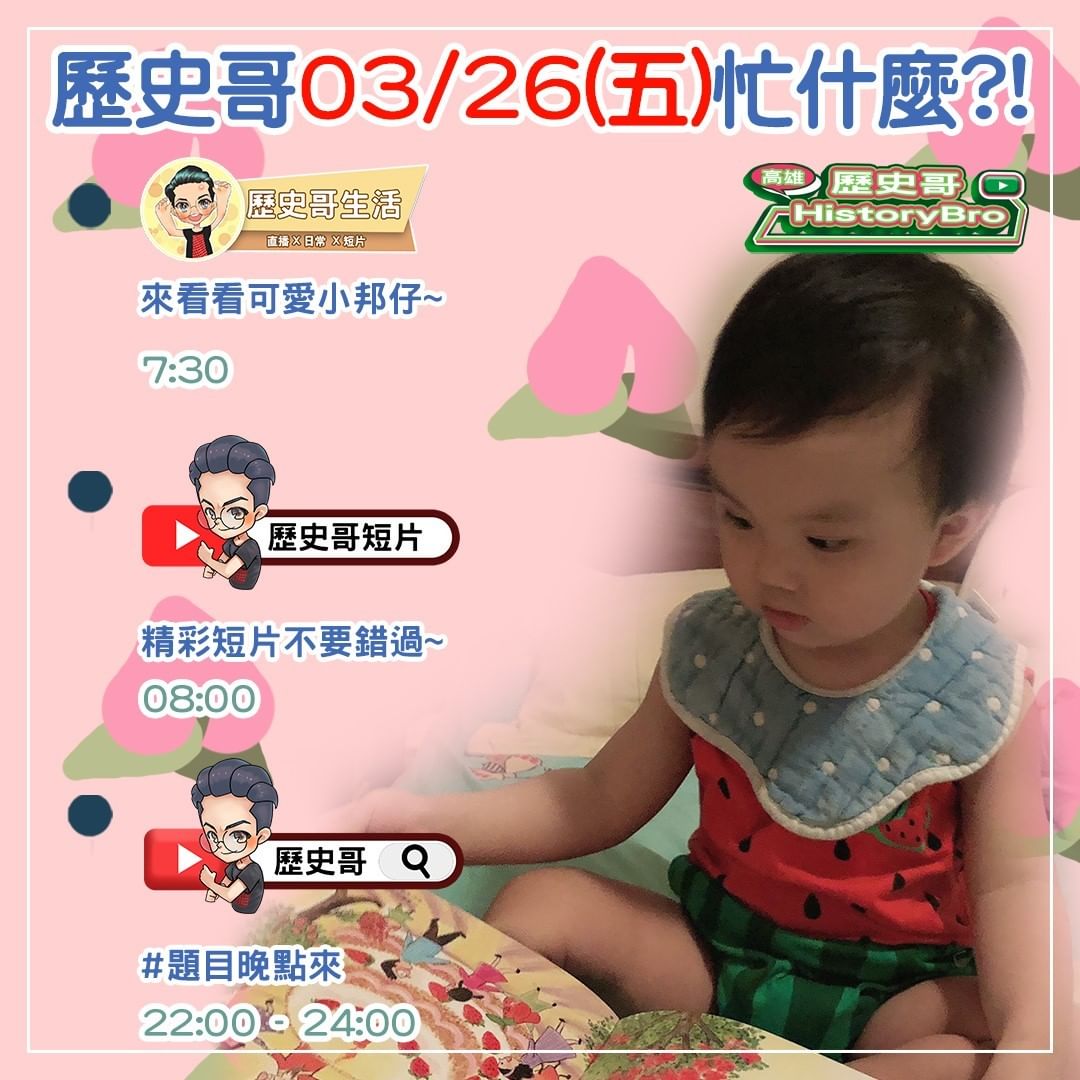 歷史哥03/26(五)忙什麼?!
歷史哥生活
直播X日常 X短片
高雄 歷史哥
HistoryBro
來看看可愛小邦仔~
7:30
歷史哥短片
精彩短片不要錯過~
08:00
歷史哥
#題目晚點來
22:00 - 24:00